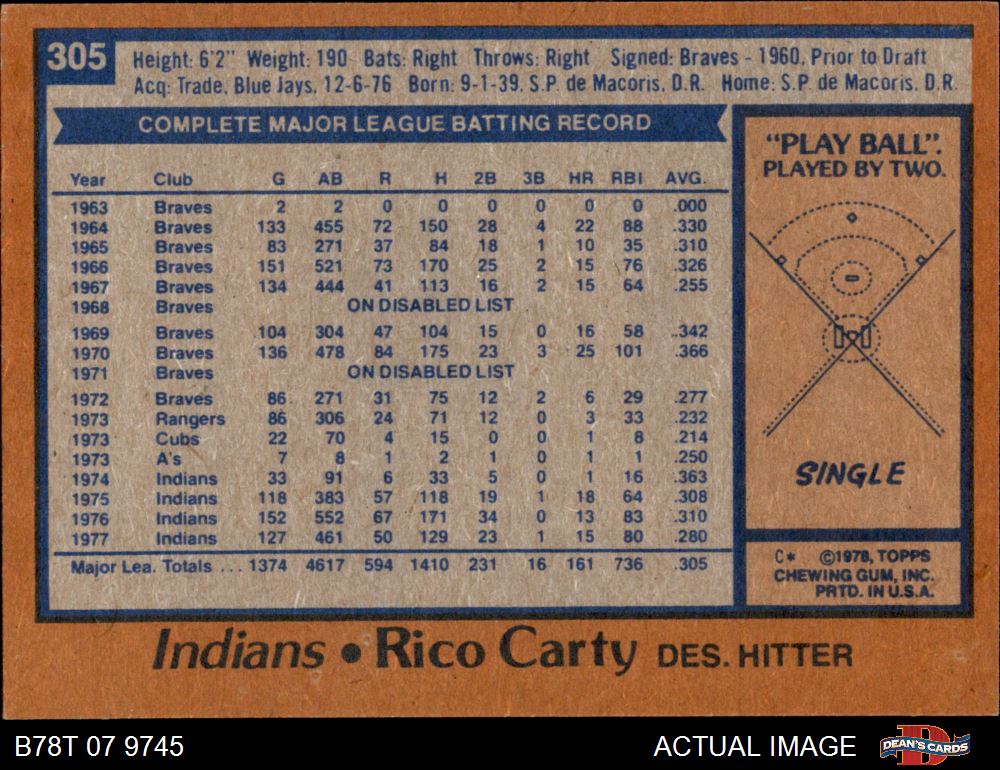 305
Height: 6'2" Weight: 190 Bats: Right Throws: Right Signed: Braves - 1960, Prior to Draft
Acq: Trade, Blue Jays, 12-6-76 Born: 9-1-39, S.P. de Macoris, D.R. Home: S.P. de Macoris, D.R.
COMPLETE MAJOR LEAGUE BATTING RECORD
Year Club G AB R H 2B 3B HR RBI AVG.
1963 Braves 2 2 0 0 0 0 0 0 .000
1964 Braves 133 455 72 150 28 4 22 88 .330
1965 Braves 83 271 37 84 18 1 10 35 .310
1966 Braves 151 521 73 170 25 2 15 76 .326
1967 Braves 134 444 41 113 16 2 15 64 .255
1968 Braves ON DISABLED LIST
1969 Braves 104 304 47 104 15 0 16 58 .342
1970 Braves 136 478 84 175 23 3 25 101 .366
1971 Braves ON DISABLED LIST
1972 Braves 86 271 31 75 12 2 6 29 .277
1973 Rangers 86 306 24 71 12 0 3 33 .232
1973 Cubs 22 70 4 15 0 0 1 8 .214
1973 A's 7 8 1 2 1 0 1 1 .250
1974 Indians 33 91 6 33 5 0 1 16 .363
1975 Indians 118 383 57 118 19 1 18 64 .308
1976 Indians 152 552 67 171 34 0 13 83 .310
1977 Indians 127 461 50 129 23 1 15 80 .280
Major Lea. Totals ... 1374 4617 594 1410 231 16 161 736 .305
"PLAY BALL".
PLAYED BY TWO.
SINGLE
C* ©1978, TOPPS
CHEWING GUM, INC.
PRTD. IN U.S.A.
Indians • Rico Carty DES. HITTER
B78T 07 9745
ACTUAL IMAGE
D
DEAN'S CARDS